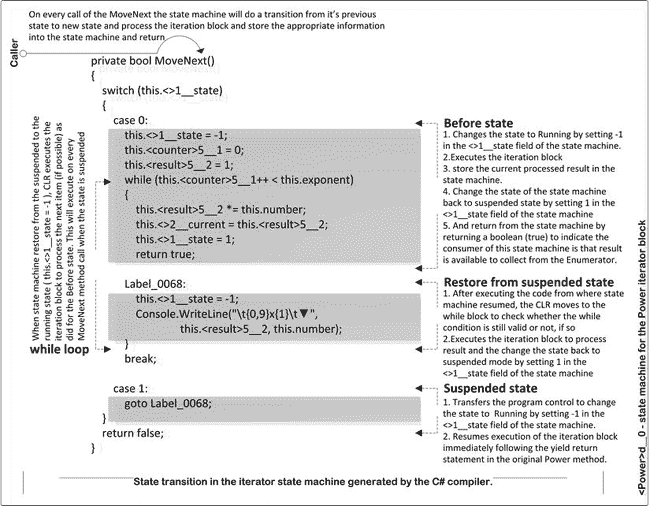 On every call of the MoveNext the state machine will do a transition from it's previous
state to new state and process the iteration block and store the appropriate information
into the state machine and return
Caller
private bool MoveNext()
{
switch (this.<>1__state)
{
case 0:
this.<>1__state = -1;
this.<counter>5__1 = 0;
this.<result>5__2 = 1;
while (this.<counter>5__1++ < this.exponent)
{
this.<result>5__2 *= this.number;
this.<>2__current = this.<result>5__2;
this.<>1__state = 1;
return true;
Label_0068:
this.<>1__state = -1;
Console.WriteLine("\t{0,9}x{1}\t▼",
this.<result>5__2, this.number);
}
break;
case 1:
goto Label_0068;
}
return false;
}
When state machine restore from the suspended to the
running state ( this.<>1__state = -1 ), CLR executes the
iteration block to process the next item (if possible) as
did for the Before state. This will execute on every
MoveNext method call when the state is suspended
while loop
Before state
1. Changes the state to Running by setting -1
in the <>1__state field of the state machine.
2.Executes the iteration block
3. store the current processed result in the
state machine.
4. Change the state of the state machine
back to suspended state by setting 1 in the
<>1__state field of the state machine
5. And return from the state machine by
returning a boolean (true) to indicate the
consumer of this state machine is that result
is available to collect from the Enumerator.
Restore from suspended state
1. After executing the code from where state
machine resumed, the CLR moves to the
while block to check whether the while
condition is still valid or not, if so
2.Executes the iteration block to process
result and the change the state back to
suspended mode by setting 1 in the
<>1__state field of the state machine
Suspended state
1. Transfers the program control to change
the state to Running by setting -1 in the
<>1__state field of the state machine.
2. Resumes execution of the iteration block
immediately following the yield return
statement in the original Power method.
State transition in the iterator state machine generated by the C# compiler.
<Power>d__0 - state machine for the Power iterator block